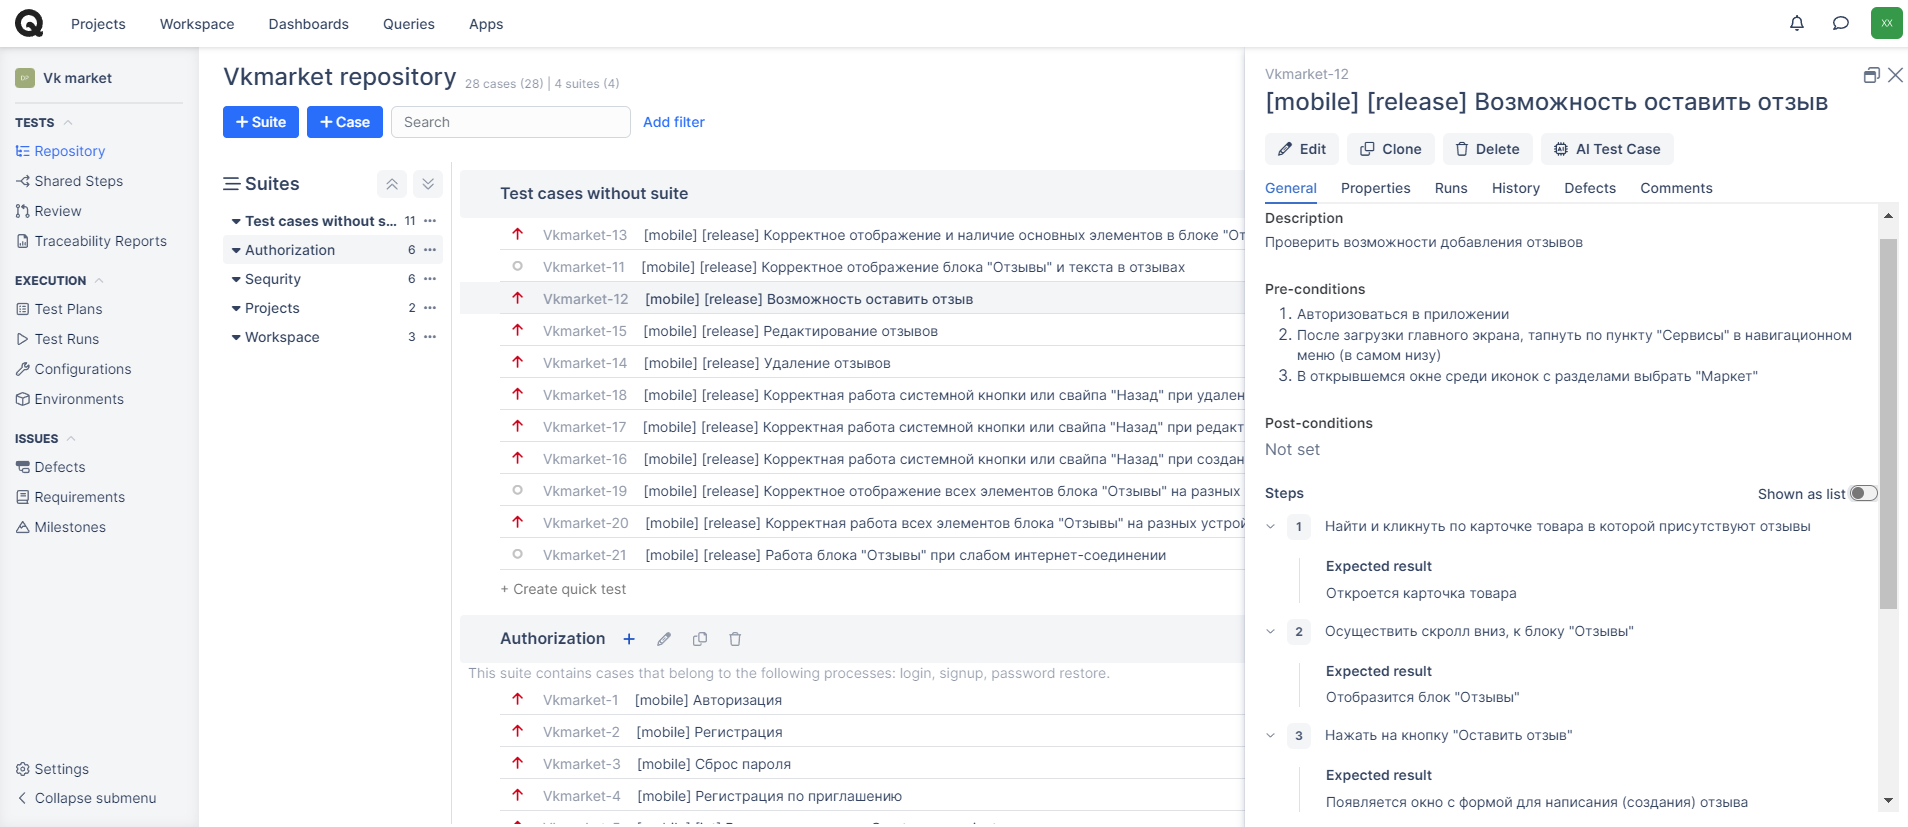 Projects
Workspace
Dashboards
Queries
Apps
XX
DP
Vk market
TESTS
Repository
Shared Steps
Review
Traceability Reports
EXECUTION
Test Plans
Test Runs
Configurations
Environments
ISSUES
Defects
Requirements
Milestones
Settings
Collapse submenu
Vkmarket repository 28 cases (28) | 4 suites (4)
+ Suite
+ Case
Search
Add filter
Suites
Test cases without s... 11 ...
Authorization 6 ...
Sequrity 6 ...
Projects 2 ...
Workspace 3 ...
Test cases without suite
Vkmarket-13 [mobile] [release] Корректное отображение и наличие основных элементов в блоке "От
Vkmarket-11 [mobile] [release] Корректное отображение блока "Отзывы" и текста в отзывах
Vkmarket-12 [mobile] [release] Возможность оставить отзыв
Vkmarket-15 [mobile] [release] Редактирование отзывов
Vkmarket-14 [mobile] [release] Удаление отзывов
Vkmarket-18 [mobile] [release] Корректная работа системной кнопки или свайпа "Назад" при удален
Vkmarket-17 [mobile] [release] Корректная работа системной кнопки или свайпа "Назад" при редакт
Vkmarket-16 [mobile] [release] Корректная работа системной кнопки или свайпа "Назад" при создан
Vkmarket-19 [mobile] [release] Корректное отображение всех элементов блока "Отзывы" на разных
Vkmarket-20 [mobile] [release] Корректная работа всех элементов блока "Отзывы" на разных устрой
Vkmarket-21 [mobile] [release] Работа блока "Отзывы" при слабом интернет-соединении
+ Create quick test
Authorization
This suite contains cases that belong to the following processes: login, signup, password restore.
Vkmarket-1 [mobile] Авторизация
Vkmarket-2 [mobile] Регистрация
Vkmarket-3 [mobile] Сброс пароля
Vkmarket-4 [mobile] Регистрация по приглашению
Vkmarket-12
[mobile] [release] Возможность оставить отзыв
Edit
Clone
Delete
AI Test Case
General
Properties
Runs
History
Defects
Comments
Description
Проверить возможности добавления отзывов
Pre-conditions
1. Авторизоваться в приложении
2. После загрузки главного экрана, тапнуть по пункту "Сервисы" в навигационном
меню (в самом низу)
3. В открывшемся окне среди иконок с разделами выбрать "Маркет"
Post-conditions
Not set
Steps
Shown as list
1 Найти и кликнуть по карточке товара в которой присутствуют отзывы
Expected result
Откроется карточка товара
2 Осуществить скролл вниз, к блоку "Отзывы"
Expected result
Отобразится блок "Отзывы"
3 Нажать на кнопку "Оставить отзыв"
Expected result
Появляется окно с формой для написания (создания) отзыва